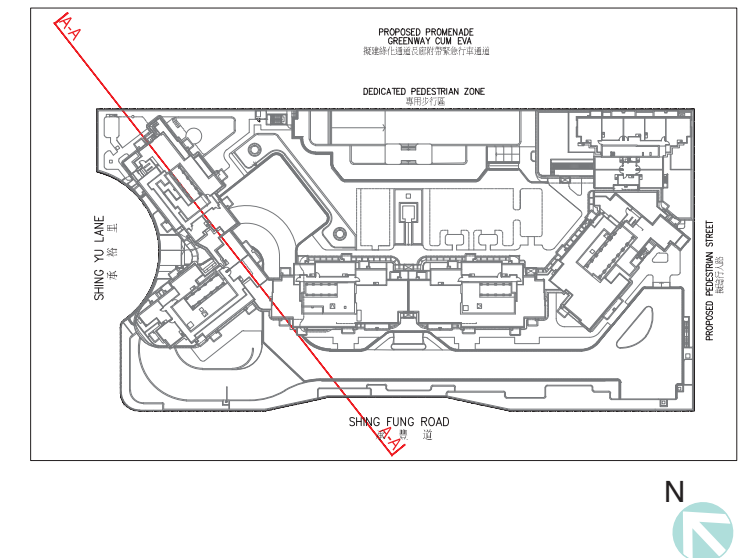 A-A
PROPOSED PROMENADE
GREENWAY CUM EVA
擬建綠化通道長廊附帶緊急行車通道
DEDICATED PEDESTRIAN ZONE
專用步行區
SHING YU LANE
承裕里
PROPOSED PEDESTRIAN STREET
擬建行人路
SHING FUNG ROAD
承豐道
A-A
N